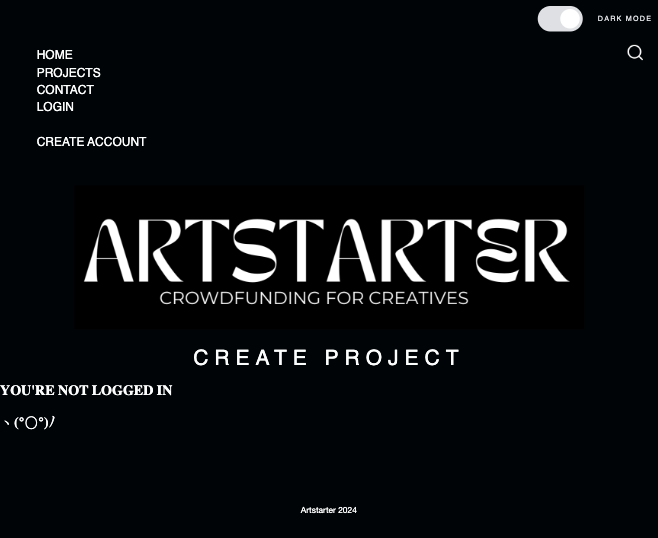 DARK MODE
HOME
PROJECTS
CONTACT
LOGIN
CREATE ACCOUNT
ARTSTARTER
CROWDFUNDING FOR CREATIVES
CREATE PROJECT
YOU'RE NOT LOGGED IN
ヽ(°〇°)ﾉ
Artstarter 2024